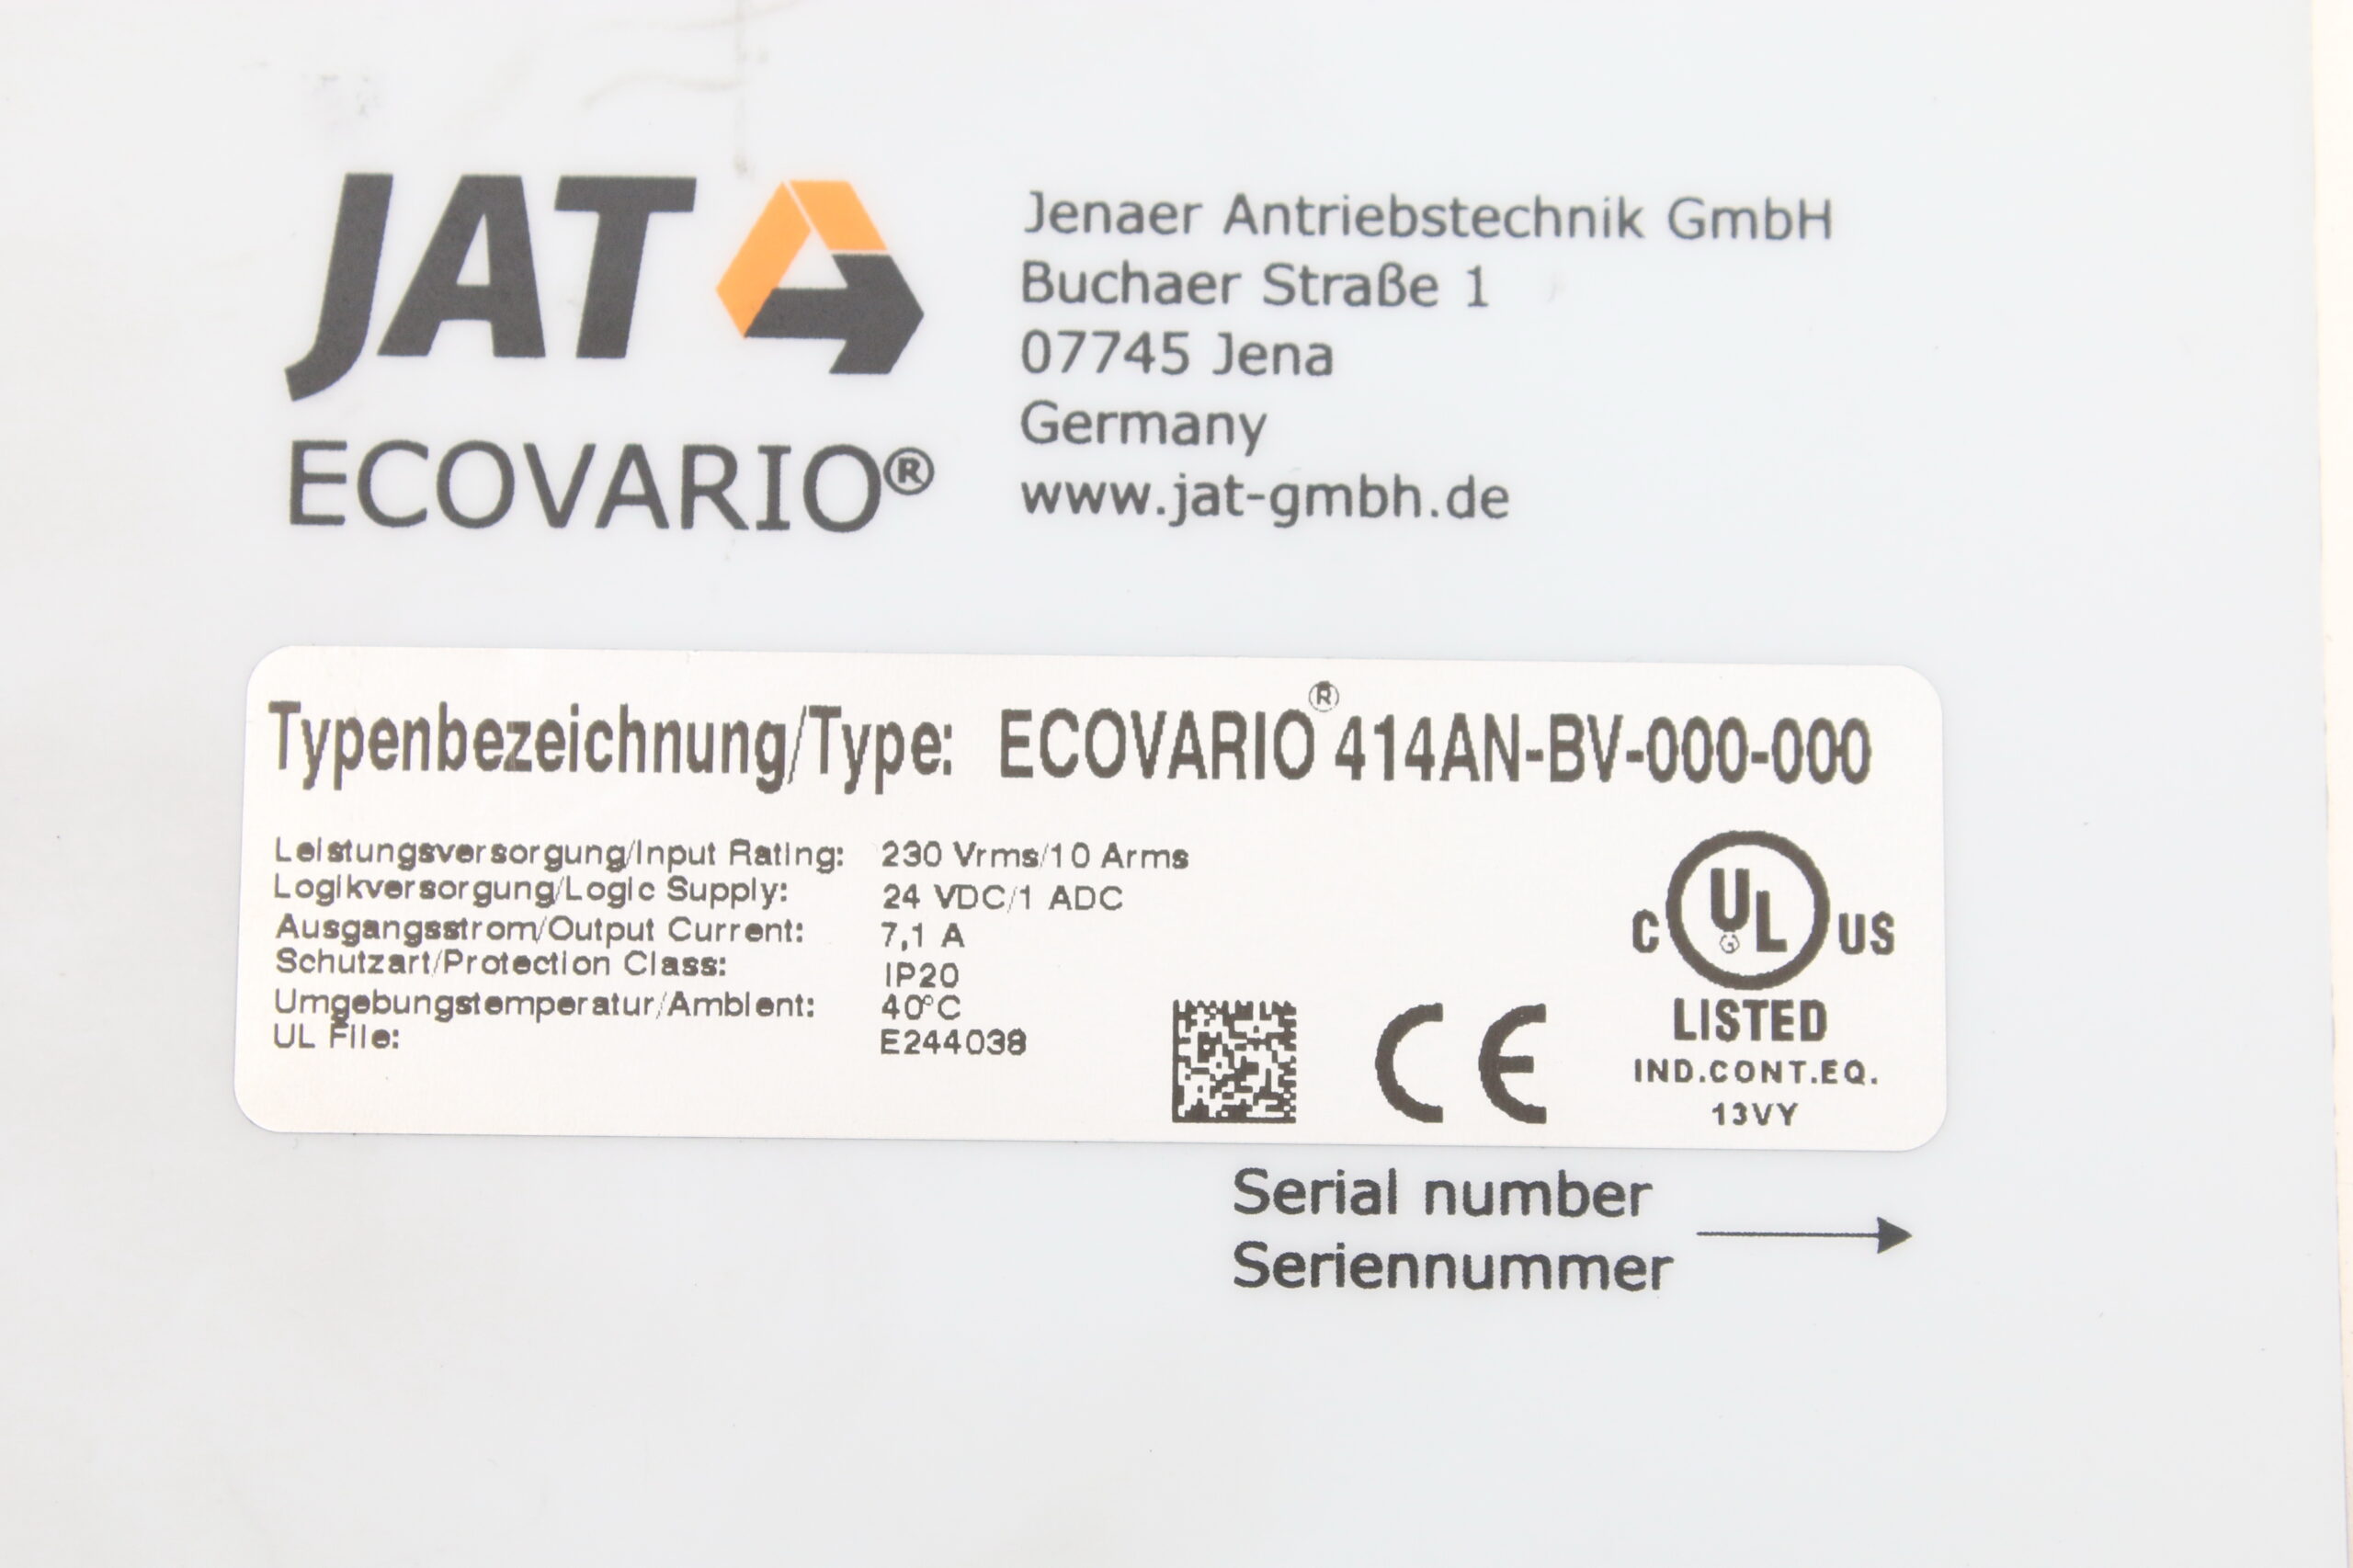 JAT
ECOVARIO®
Jenaer Antriebstechnik GmbH
Buchaer Straße 1
07745 Jena
Germany
www.jat-gmbh.de
Typenbezeichnung/Type: ECOVARIO® 414AN-BV-000-000
Leistungsversorgung/Input Rating: 230 Vrms/10 Arms
Logikversorgung/Logic Supply: 24 VDC/1 ADC
Ausgangsstrom/Output Current: 7,1 A
Schutzart/Protection Class: IP20
Umgebungstemperatur/Ambient: 40°C
UL File: E244038
CE
C UL® US
LISTED
IND.CONT.EQ.
13VY
Serial number
Seriennummer